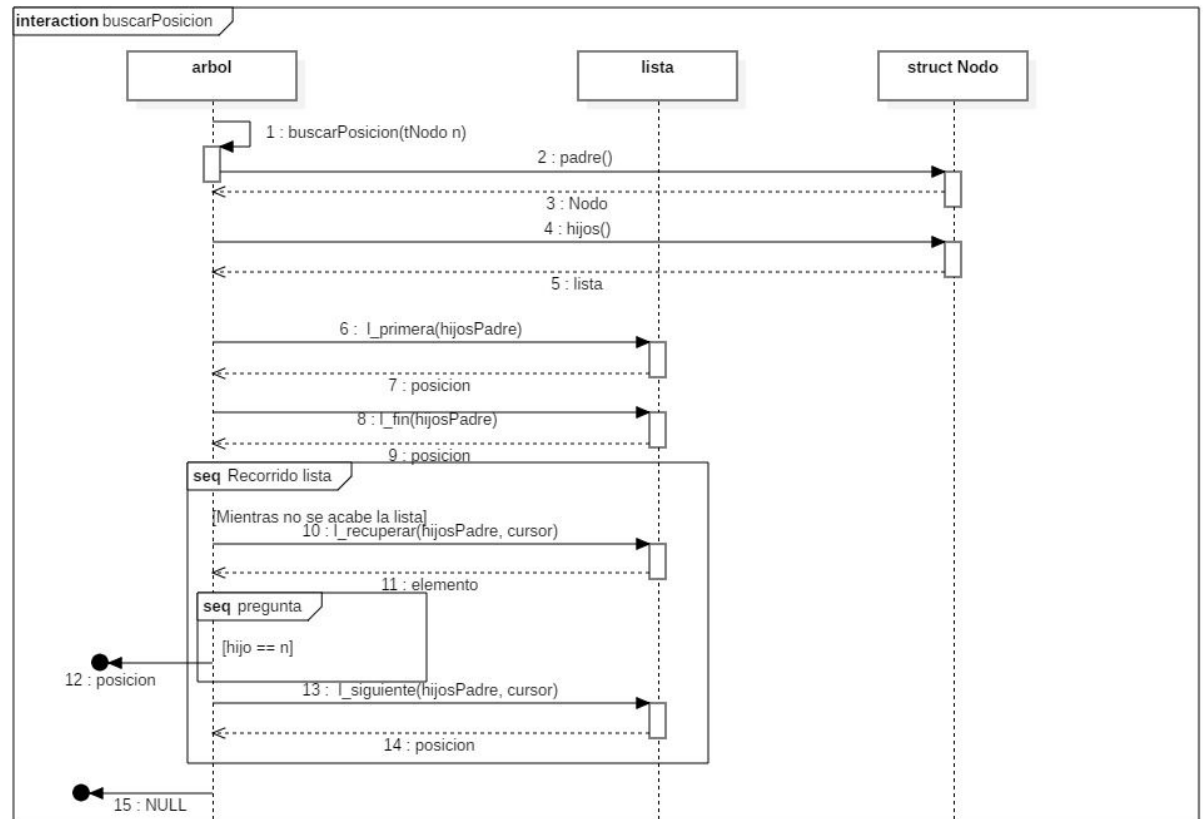 interaction buscarPosicion
arbol
lista
struct Nodo
1 : buscarPosicion(tNodo n)
2 : padre()
3 : Nodo
4 : hijos()
5 : lista
6 : l_primera(hijosPadre)
7 : posicion
8 : l_fin(hijosPadre)
9 : posicion
seq Recorrido lista
[Mientras no se acabe la lista]
10 : l_recuperar(hijosPadre, cursor)
11 : elemento
seq pregunta
[hijo == n]
12 : posicion
13 : l_siguiente(hijosPadre, cursor)
14 : posicion
15 : NULL